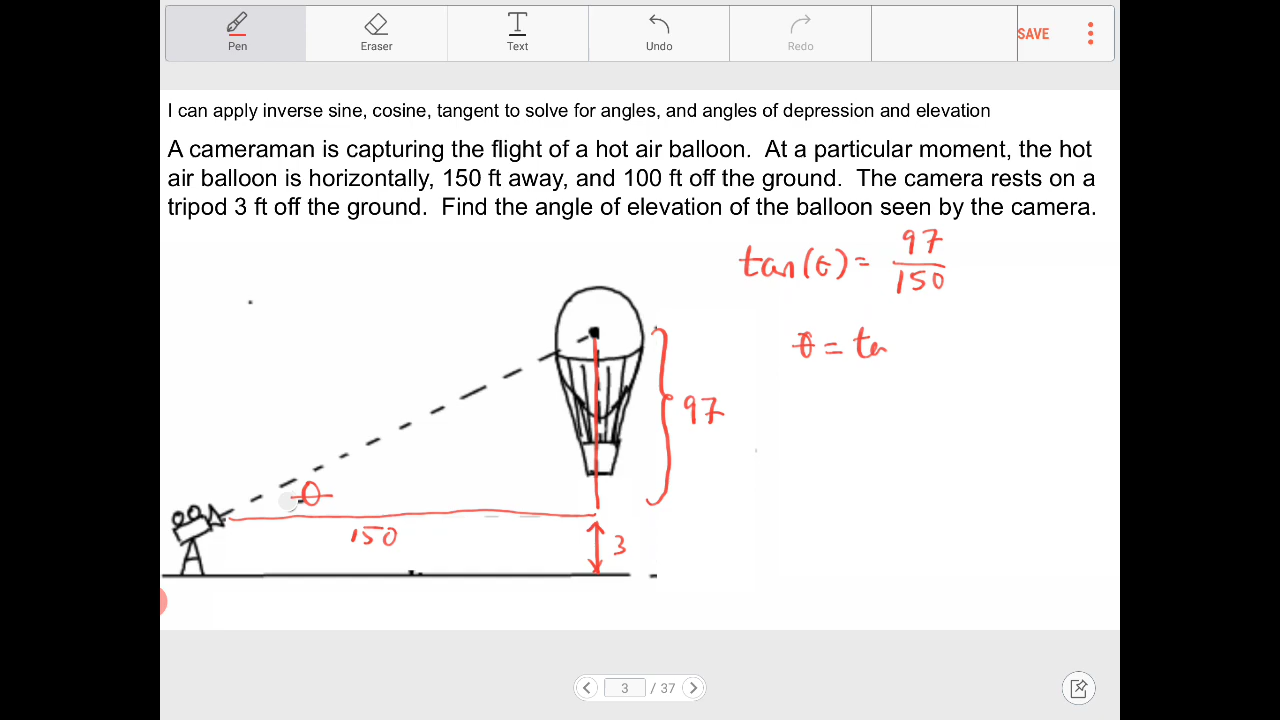 Pen Eraser Text Undo Redo SAVE
I can apply inverse sine, cosine, tangent to solve for angles, and angles of depression and elevation
A cameraman is capturing the flight of a hot air balloon. At a particular moment, the hot
air balloon is horizontally, 150 ft away, and 100 ft off the ground. The camera rests on a
tripod 3 ft off the ground. Find the angle of elevation of the balloon seen by the camera.
tan(θ) = 97/150
θ = ta
97
θ
150
3
3 / 37